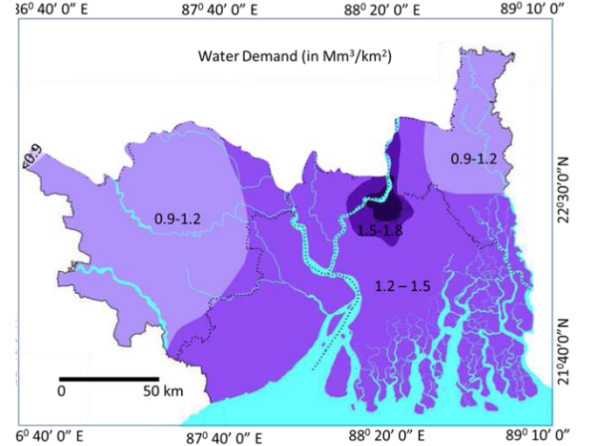 36⁰ 40' 0" E 87⁰ 40' 0" E 88⁰ 20' 0" E 89⁰ 10' 0"
Water Demand (in Mm³/km²)
<0.9
0.9-1.2
0.9-1.2
1.5-1.8
1.2 – 1.5
22⁰30'0"N
21⁰40'0"N
0 50 km
6⁰ 40' 0" E 87⁰ 40' 0" E 88⁰ 20' 0" E 89⁰ 10' 0"